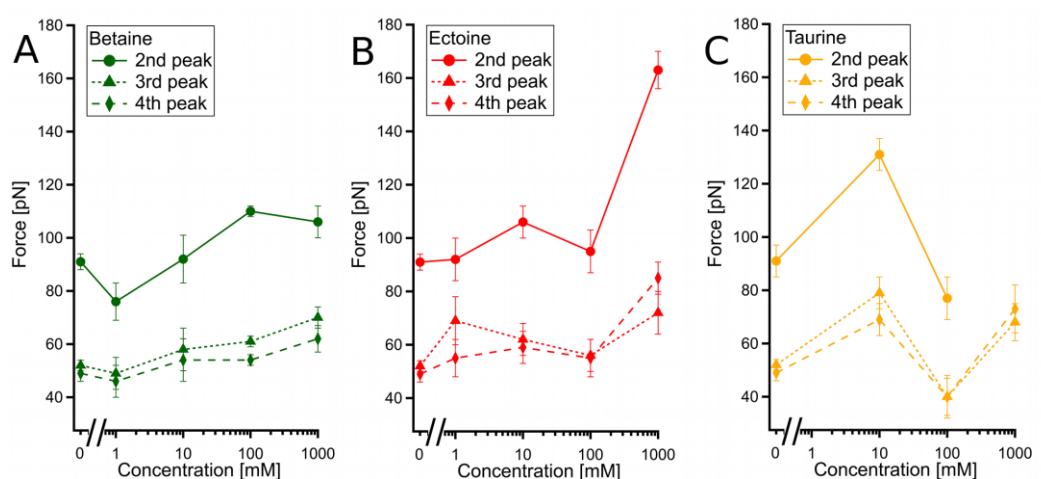 A
Betaine
2nd peak
3rd peak
4th peak
Force [pN]
180
160
140
120
100
80
60
40
0 1 10 100 1000
Concentration [mM]
B
Ectoine
2nd peak
3rd peak
4th peak
Force [pN]
180
160
140
120
100
80
60
40
0 1 10 100 1000
Concentration [mM]
C
Taurine
2nd peak
3rd peak
4th peak
Force [pN]
180
160
140
120
100
80
60
40
0 1 10 100 1000
Concentration [mM]